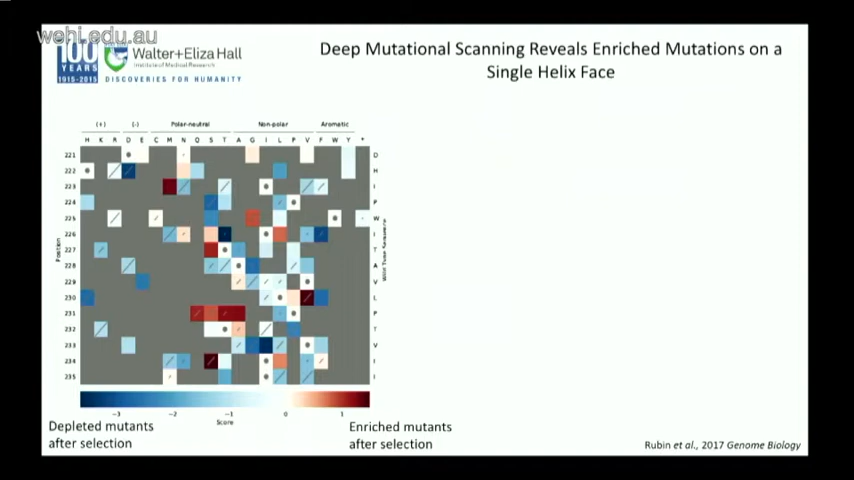 wehi.edu.au
100
YEARS
1915-2015
Walter+Eliza Hall
Institute of Medical Research
DISCOVERIES FOR HUMANITY
Deep Mutational Scanning Reveals Enriched Mutations on a
Single Helix Face
(+) (-) Polar-neutral Non-polar Aromatic
H K R D E C M N Q S T A G I L P V F W Y *
221 D
222 H
223 I
224 P
225 W
226 I
227 T
228 A
229 V
230 L
231 P
232 T
233 V
234 I
235 I
Position
Wild Type Sequence
−3 −2 −1 0 1
Score
Depleted mutants
after selection
Enriched mutants
after selection
Rubin et al., 2017 Genome Biology